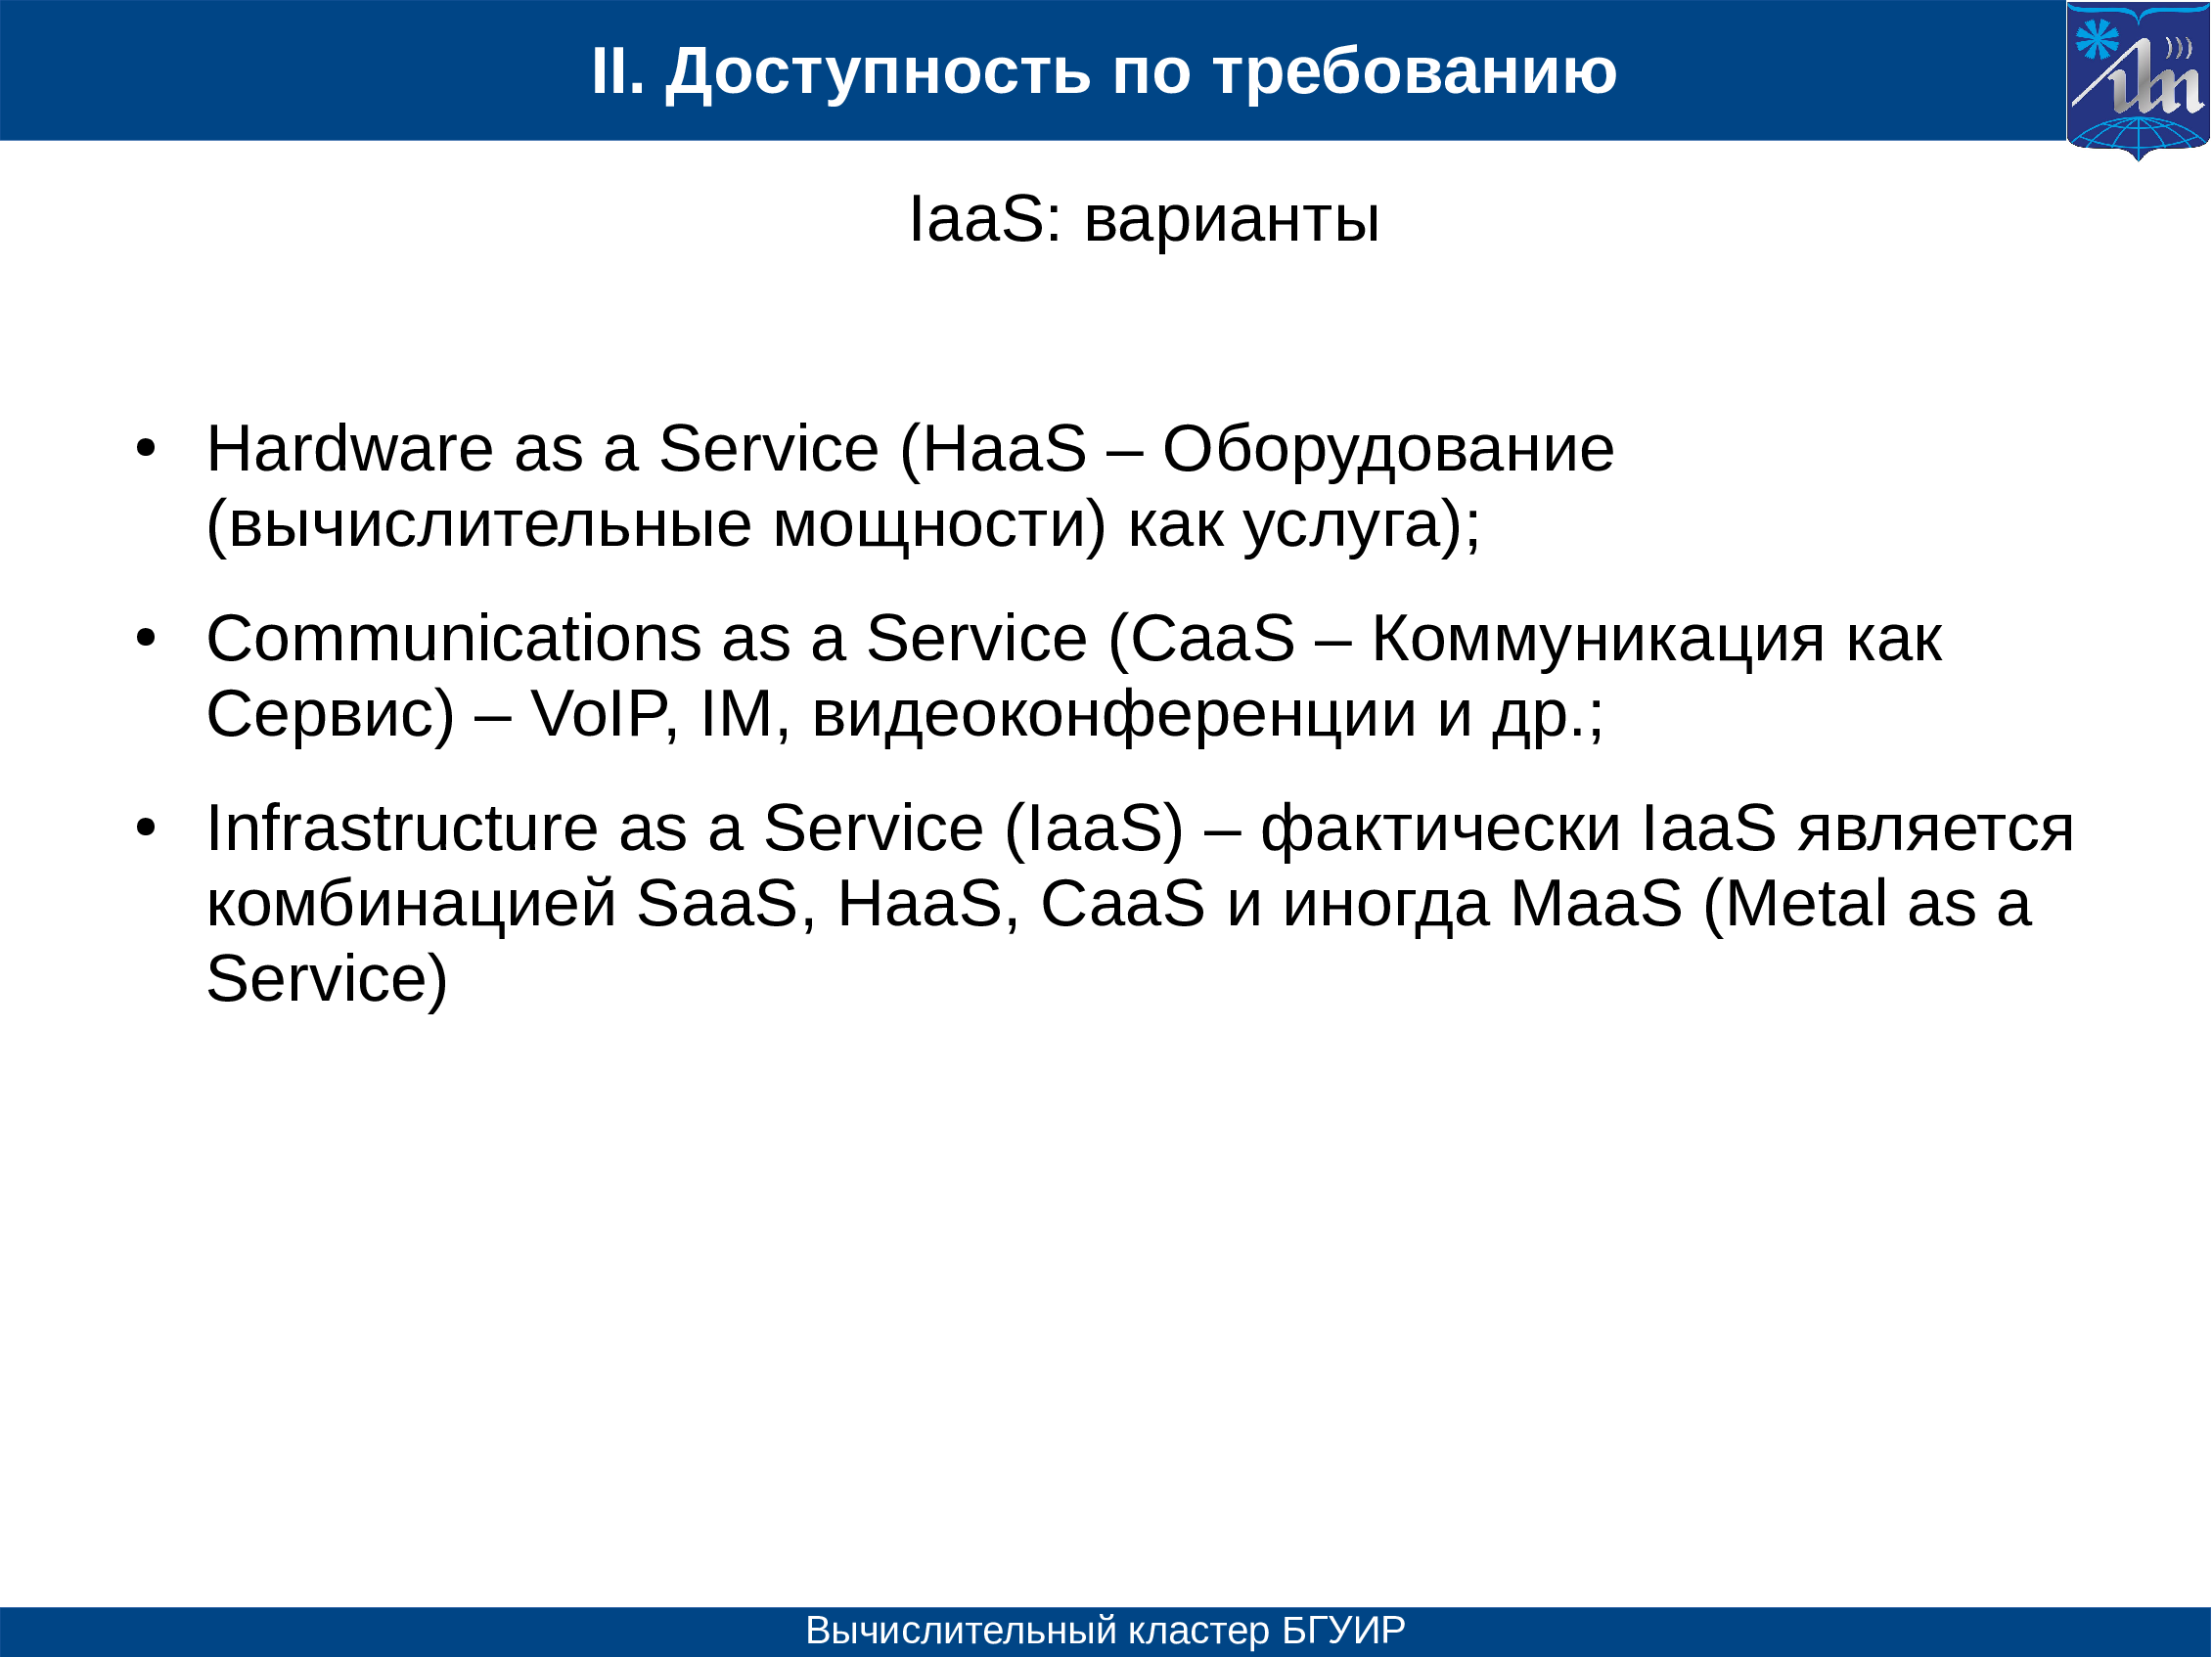 II. Доступность по требованию
IaaS: варианты
• Hardware as a Service (HaaS – Оборудование
(вычислительные мощности) как услуга);
• Communications as a Service (CaaS – Коммуникация как
Сервис) – VoIP, IM, видеоконференции и др.;
• Infrastructure as a Service (IaaS) – фактически IaaS является
комбинацией SaaS, HaaS, CaaS и иногда MaaS (Metal as a
Service)
Вычислительный кластер БГУИР